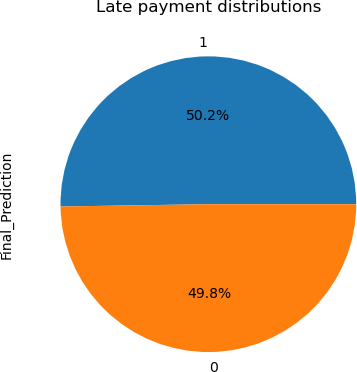 Late payment distributions
1
50.2%
Final_Prediction
49.8%
0